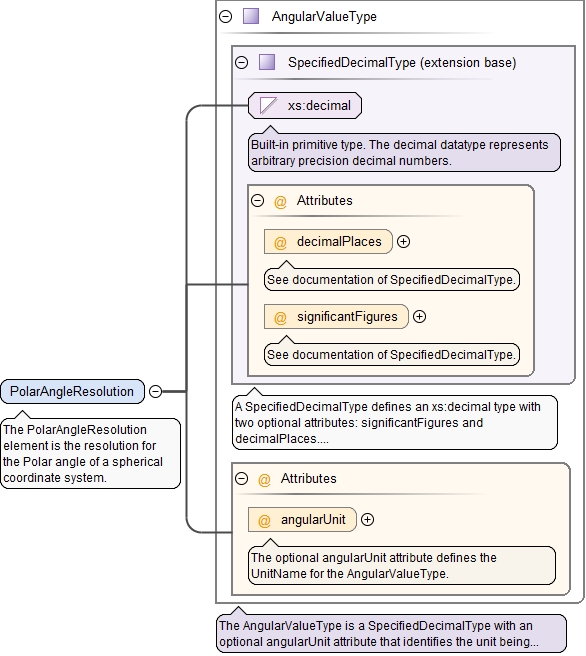 AngularValueType
SpecifiedDecimalType (extension base)
xs:decimal
Built-in primitive type. The decimal datatype represents
arbitrary precision decimal numbers.
@ Attributes
@ decimalPlaces
See documentation of SpecifiedDecimalType.
@ significantFigures
See documentation of SpecifiedDecimalType.
PolarAngleResolution
The PolarAngleResolution
element is the resolution for
the Polar angle of a spherical
coordinate system.
A SpecifiedDecimalType defines an xs:decimal type with
two optional attributes: significantFigures and
decimalPlaces....
@ Attributes
@ angularUnit
The optional angularUnit attribute defines the
UnitName for the AngularValueType.
The AngularValueType is a SpecifiedDecimalType with an
optional angularUnit attribute that identifies the unit being...